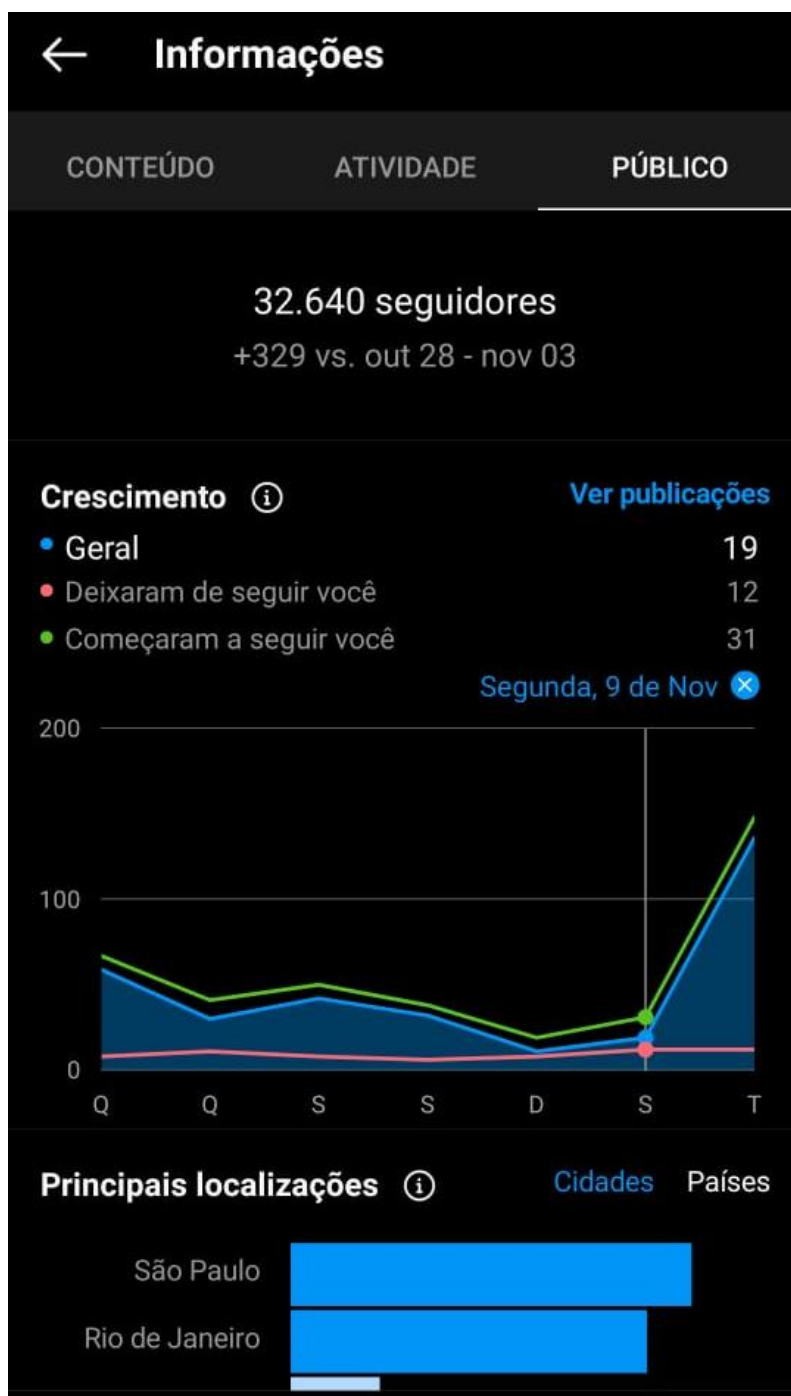 Informações
CONTEÚDO ATIVIDADE PÚBLICO
32.640 seguidores
+329 vs. out 28 - nov 03
Crescimento Ver publicações
Geral 19
Deixaram de seguir você 12
Começaram a seguir você 31
Segunda, 9 de Nov
200
100
0
Q Q S S D S T
Principais localizações Cidades Países
São Paulo
Rio de Janeiro